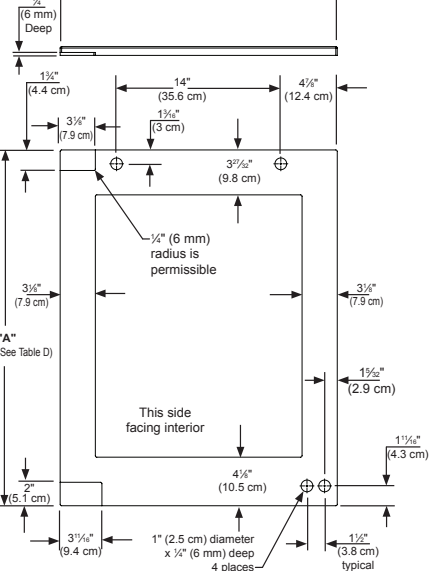 ¼"
(6 mm)
Deep
1¾"
(4.4 cm)
14"
(35.6 cm)
4⅞"
(12.4 cm)
3⅛"
(7.9 cm)
1³⁄₁₆"
(3 cm)
3²⁷⁄₃₂"
(9.8 cm)
¼" (6 mm)
radius is
permissible
3⅛"
(7.9 cm)
3⅛"
(7.9 cm)
"A"
See Table D)
1⁵⁄₃₂"
(2.9 cm)
This side
facing interior
1¹¹⁄₁₆"
(4.3 cm)
2"
(5.1 cm)
4⅛"
(10.5 cm)
3¹¹⁄₁₆"
(9.4 cm)
1" (2.5 cm) diameter
x ¼" (6 mm) deep
4 places
1½"
(3.8 cm)
typical